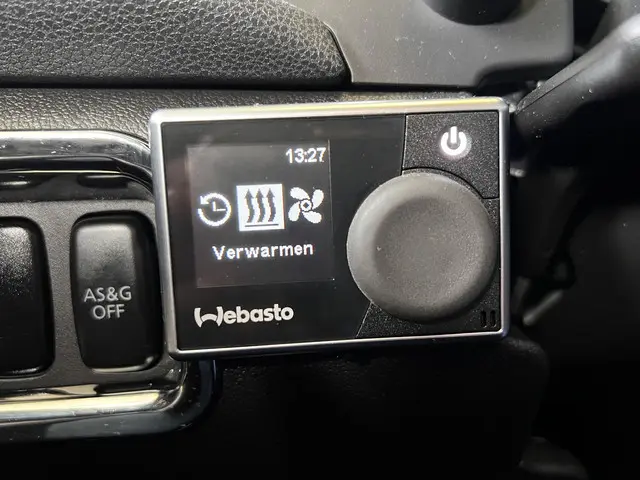 13:27
Verwarmen
Webasto
AS&G
OFF